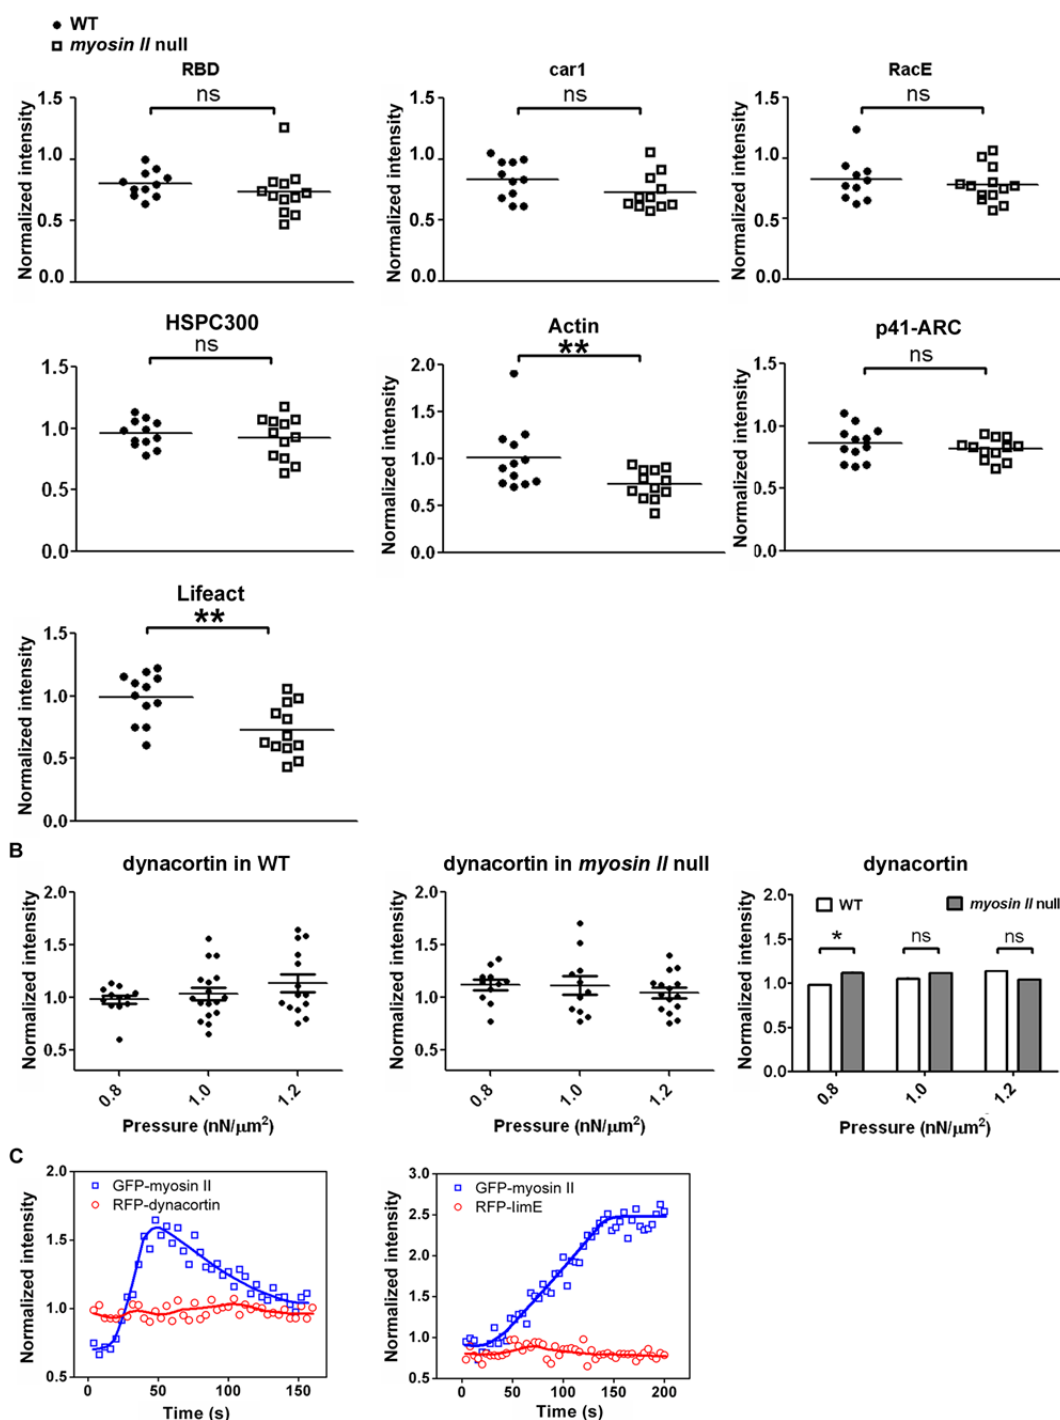 WT
myosin II null
RBD
car1
RacE
ns
ns
ns
Normalized intensity
1.5
1.0
0.5
0.0
Normalized intensity
1.5
1.0
0.5
0.0
Normalized intensity
1.5
1.0
0.5
0.0
HSPC300
Actin
p41-ARC
ns
**
ns
Normalized intensity
1.5
1.0
0.5
0.0
Normalized intensity
2.0
1.5
1.0
0.5
0.0
Normalized intensity
1.5
1.0
0.5
0.0
Lifeact
**
Normalized intensity
1.5
1.0
0.5
0.0
B
dynacortin in WT
Normalized intensity
2.0
1.5
1.0
0.5
0.8
1.0
1.2
Pressure (nN/μm²)
dynacortin in myosin II null
Normalized intensity
2.0
1.5
1.0
0.5
0.8
1.0
1.2
Pressure (nN/μm²)
dynacortin
WT
myosin II null
*
ns
ns
Normalized intensity
2.0
1.5
1.0
0.5
0.0
0.8
1.0
1.2
Pressure (nN/μm²)
C
GFP-myosin II
RFP-dynacortin
Normalized intensity
2.0
1.5
1.0
0.5
0
50
100
150
Time (s)
GFP-myosin II
RFP-limE
Normalized intensity
3.0
2.5
2.0
1.5
1.0
0.5
0
50
100
150
200
Time (s)